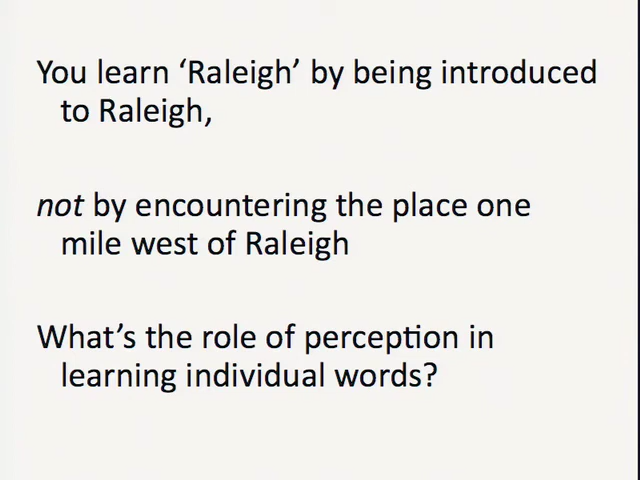 You learn ‘Raleigh’ by being introduced
to Raleigh,
not by encountering the place one
mile west of Raleigh
What’s the role of perception in
learning individual words?